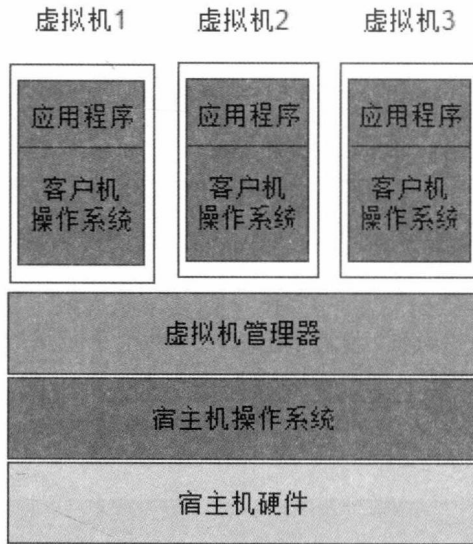 虚拟机1 虚拟机2 虚拟机3
应用程序 应用程序 应用程序
客户机 客户机 客户机
操作系统 操作系统 操作系统
虚拟机管理器
宿主机操作系统
宿主机硬件